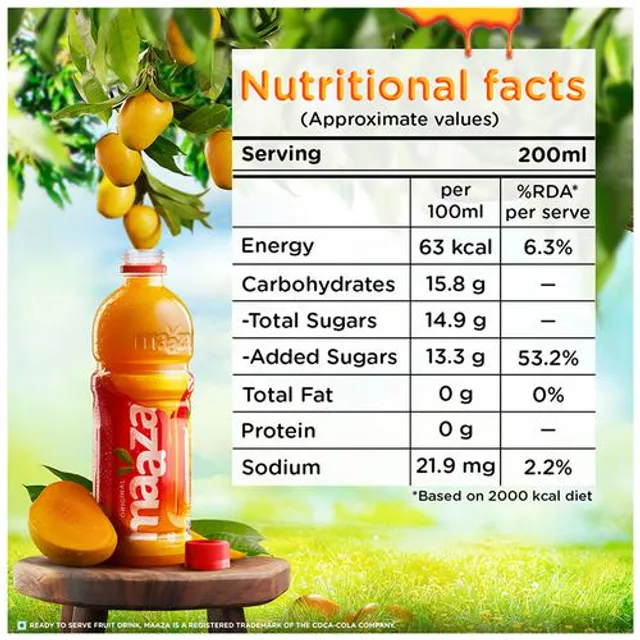 Nutritional facts
(Approximate values)
Serving 200ml
per 100ml %RDA* per serve
Energy 63 kcal 6.3%
Carbohydrates 15.8 g —
-Total Sugars 14.9 g —
-Added Sugars 13.3 g 53.2%
Total Fat 0 g 0%
Protein 0 g —
Sodium 21.9 mg 2.2%
*Based on 2000 kcal diet
maaza
ORIGINAL
maaza
READY TO SERVE FRUIT DRINK. MAAZA IS A REGISTERED TRADEMARK OF THE COCA-COLA COMPANY.